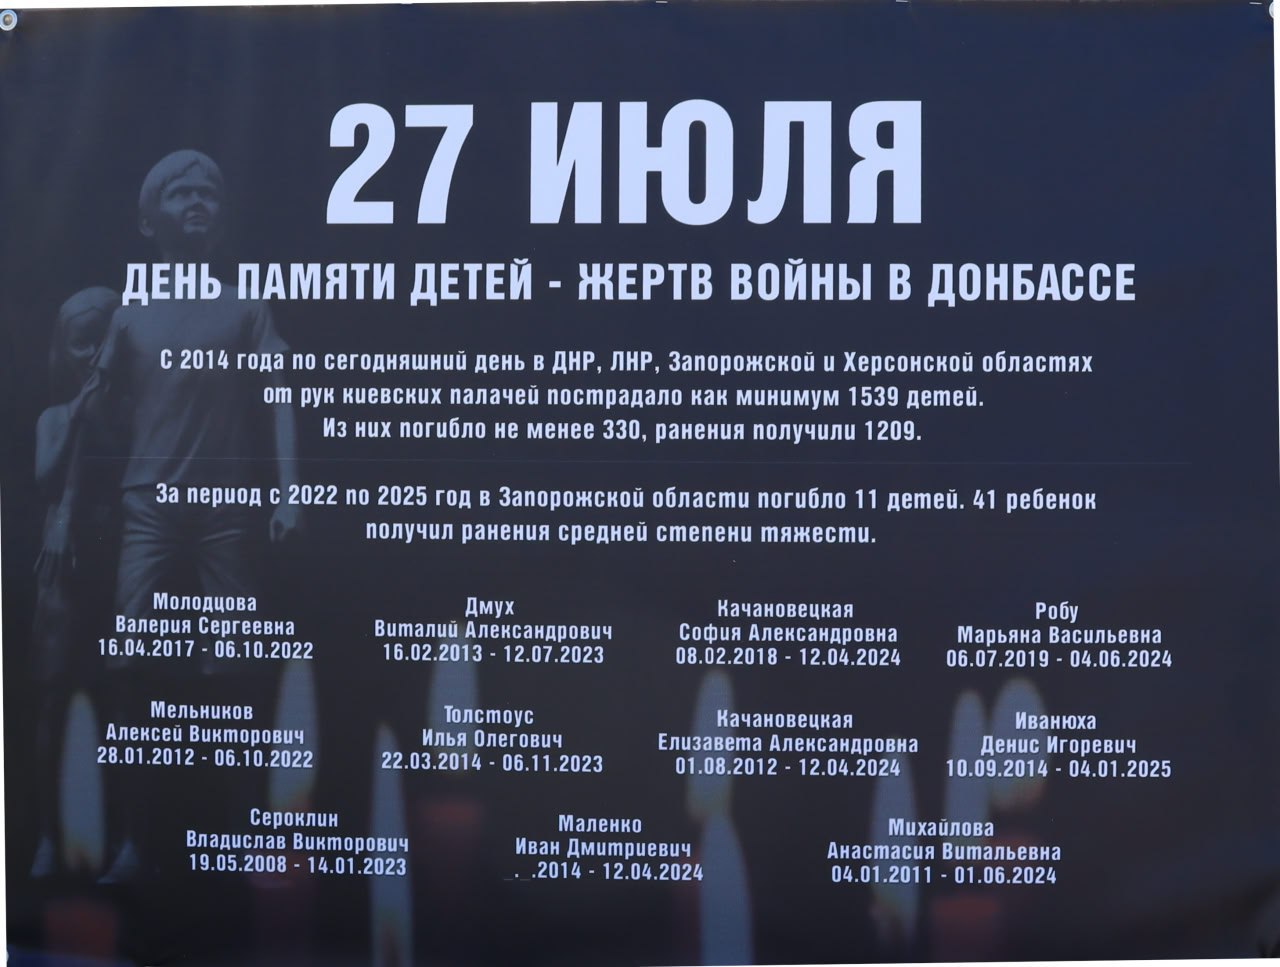 27 ИЮЛЯ
ДЕНЬ ПАМЯТИ ДЕТЕЙ - ЖЕРТВ ВОЙНЫ В ДОНБАССЕ
С 2014 года по сегодняшний день в ДНР, ЛНР, Запорожской и Херсонской областях
от рук киевских палачей пострадало как минимум 1539 детей.
Из них погибло не менее 330, ранения получили 1209.
За период с 2022 по 2025 год в Запорожской области погибло 11 детей. 41 ребенок
получил ранения средней степени тяжести.
Молодцова
Валерия Сергеевна
16.04.2017 - 06.10.2022
Дмух
Виталий Александрович
16.02.2013 - 12.07.2023
Качановецкая
София Александровна
08.02.2018 - 12.04.2024
Робу
Марьяна Васильевна
06.07.2019 - 04.06.2024
Мельников
Алексей Викторович
28.01.2012 - 06.10.2022
Толстоус
Илья Олегович
22.03.2014 - 06.11.2023
Качановецкая
Елизавета Александровна
01.08.2012 - 12.04.2024
Иванюха
Денис Игоревич
10.09.2014 - 04.01.2025
Сероклин
Владислав Викторович
19.05.2008 - 14.01.2023
Маленко
Иван Дмитриевич
_._.2014 - 12.04.2024
Михайлова
Анастасия Витальевна
04.01.2011 - 01.06.2024